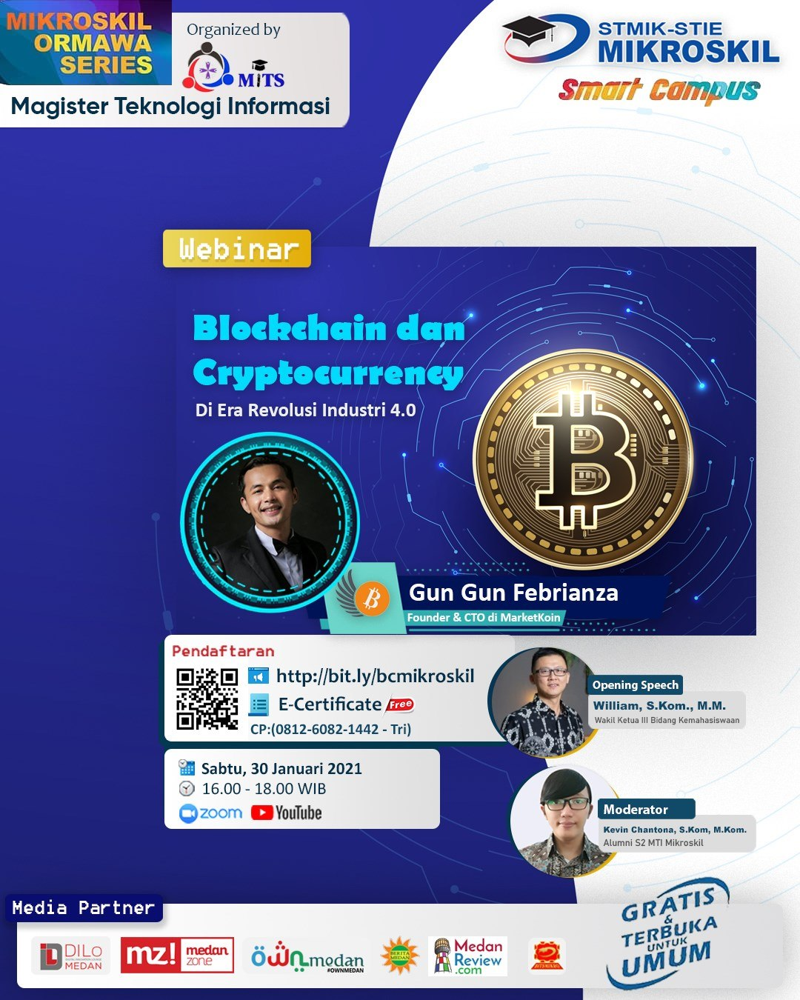 MIKROSKIL
ORMAWA
SERIES
Organized by
MITS
Magister Teknologi Informasi
STMIK-STIE
MIKROSKIL
Smart Campus
Webinar
Blockchain dan
Cryptocurrency
Di Era Revolusi Industri 4.0
Gun Gun Febrianza
Founder & CTO di MarketKoin
Pendaftaran
http://bit.ly/bcmikroskil
E-Certificate Free
CP:(0812-6082-1442 - Tri)
Sabtu, 30 Januari 2021
16.00 - 18.00 WIB
zoom YouTube
Opening Speech
William, S.Kom., M.M.
Wakil Ketua III Bidang Kemahasiswaan
Moderator
Kevin Chantona, S.Kom, M.Kom.
Alumni S2 MTI Mikroskil
Media Partner
DILo
MEDAN
mz! medan
zone
öwn medan
#OWNMEDAN
BERITA
MEDAN
Medan
Review
.com
GRATIS
&
TERBUKA
UNTUK
UMUM